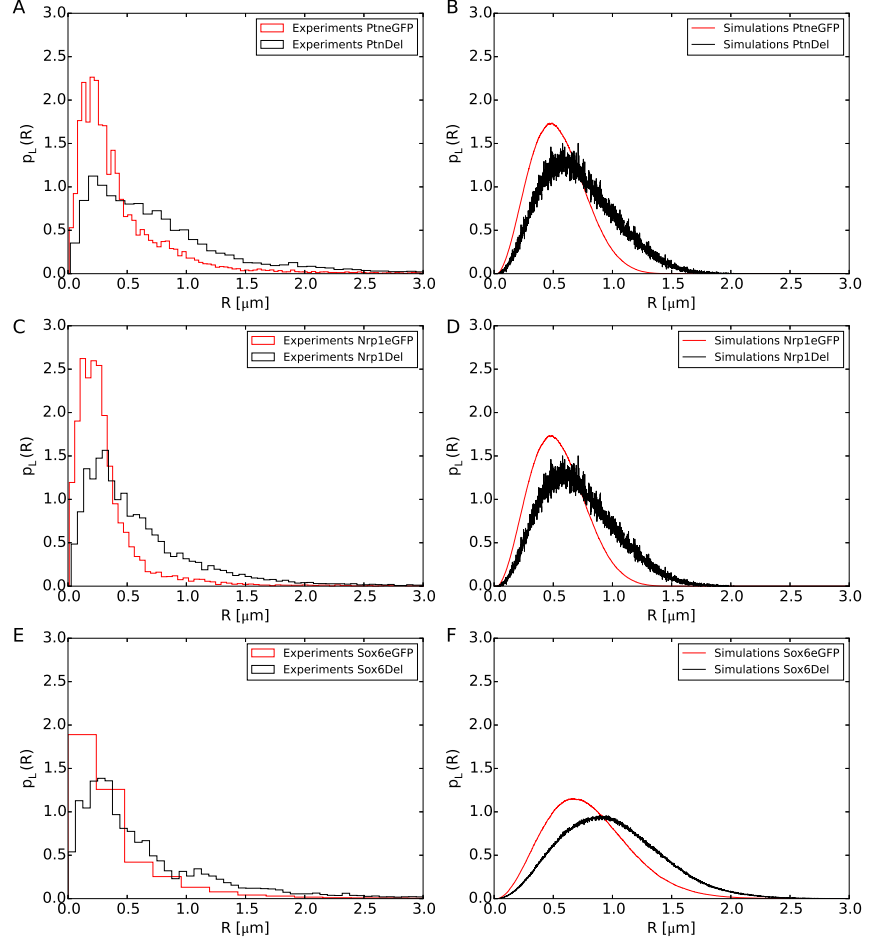 A
3.0
2.5
2.0
1.5
1.0
0.5
0.0
p_L(R)
Experiments PtneGFP
Experiments PtnDel
0.0 0.5 1.0 1.5 2.0 2.5 3.0
R [μm]
B
3.0
2.5
2.0
1.5
1.0
0.5
0.0
p_L(R)
Simulations PtneGFP
Simulations PtnDel
0.0 0.5 1.0 1.5 2.0 2.5 3.0
R [μm]
C
3.0
2.5
2.0
1.5
1.0
0.5
0.0
p_L(R)
Experiments Nrp1eGFP
Experiments Nrp1Del
0.0 0.5 1.0 1.5 2.0 2.5 3.0
R [μm]
D
3.0
2.5
2.0
1.5
1.0
0.5
0.0
p_L(R)
Simulations Nrp1eGFP
Simulations Nrp1Del
0.0 0.5 1.0 1.5 2.0 2.5 3.0
R [μm]
E
3.0
2.5
2.0
1.5
1.0
0.5
0.0
p_L(R)
Experiments Sox6eGFP
Experiments Sox6Del
0.0 0.5 1.0 1.5 2.0 2.5 3.0
R [μm]
F
3.0
2.5
2.0
1.5
1.0
0.5
0.0
p_L(R)
Simulations Sox6eGFP
Simulations Sox6Del
0.0 0.5 1.0 1.5 2.0 2.5 3.0
R [μm]